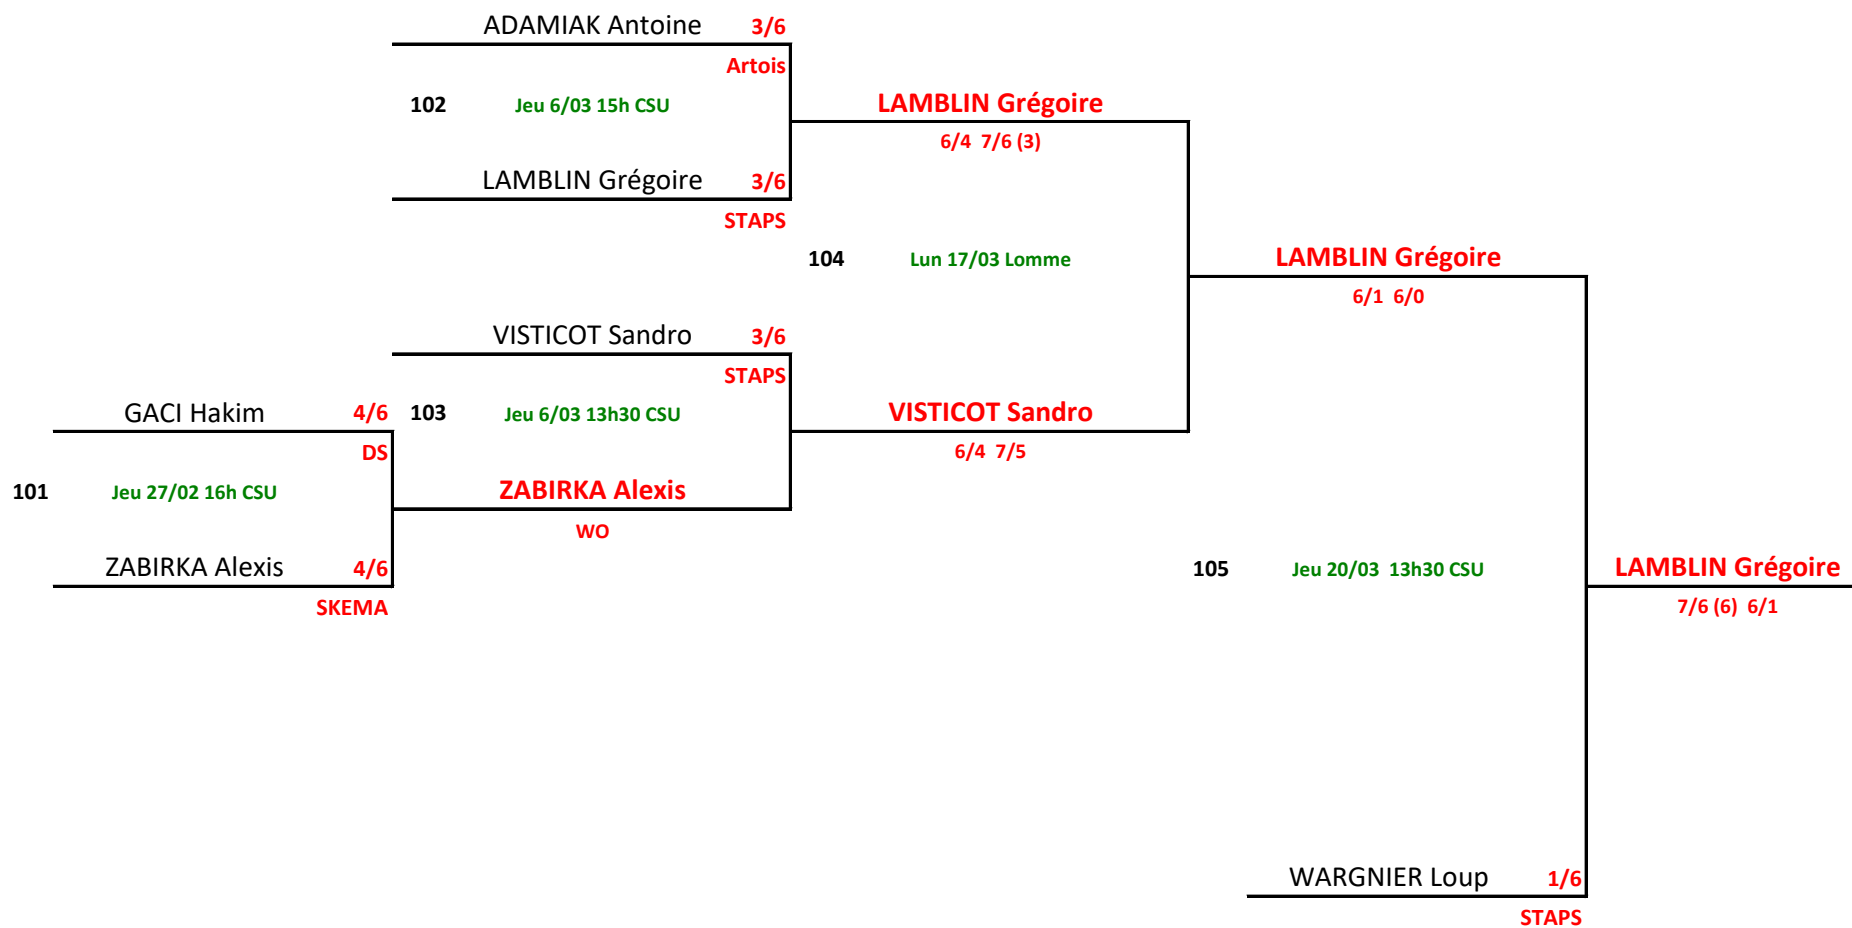 ADAMIAK Antoine 3/6
Artois
102 Jeu 6/03 15h CSU
LAMBLIN Grégoire
6/4 7/6 (3)
LAMBLIN Grégoire 3/6
STAPS
104 Lun 17/03 Lomme
LAMBLIN Grégoire
6/1 6/0
VISTICOT Sandro 3/6
STAPS
GACI Hakim 4/6
DS
103 Jeu 6/03 13h30 CSU
VISTICOT Sandro
6/4 7/5
101 Jeu 27/02 16h CSU
ZABIRKA Alexis
WO
ZABIRKA Alexis 4/6
SKEMA
105 Jeu 20/03 13h30 CSU
LAMBLIN Grégoire
7/6 (6) 6/1
WARGNIER Loup 1/6
STAPS